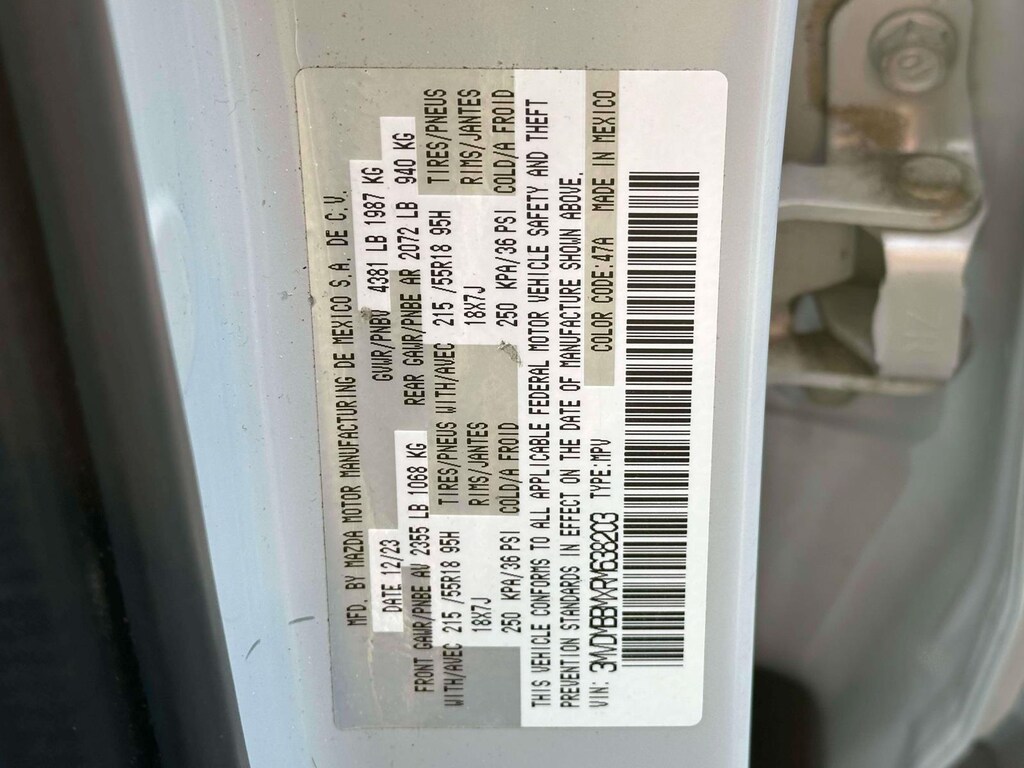 MFD. BY MAZDA MOTOR MANUFACTURING DE MEXICO S.A. DE C.V.
DATE 12/23 GVWR/PNBV 4381 LB 1987 KG
FRONT GAWR/PNBE AV 2355 LB 1068 KG REAR GAWR/PNBE AR 2072 LB 940 KG
WITH/AVEC 215 /55R18 95H TIRES/PNEUS WITH/AVEC 215 /55R18 95H TIRES/PNEUS
18X7J RIMS/JANTES 18X7J RIMS/JANTES
250 KPA/36 PSI COLD/A FROID 250 KPA/36 PSI COLD/A FROID
THIS VEHICLE CONFORMS TO ALL APPLICABLE FEDERAL MOTOR VEHICLE SAFETY AND THEFT
PREVENTION STANDARDS IN EFFECT ON THE DATE OF MANUFACTURE SHOWN ABOVE.
VIN: 3MVDMBBMXRM638203 TYPE:MPV COLOR CODE:47A MADE IN MEXICO